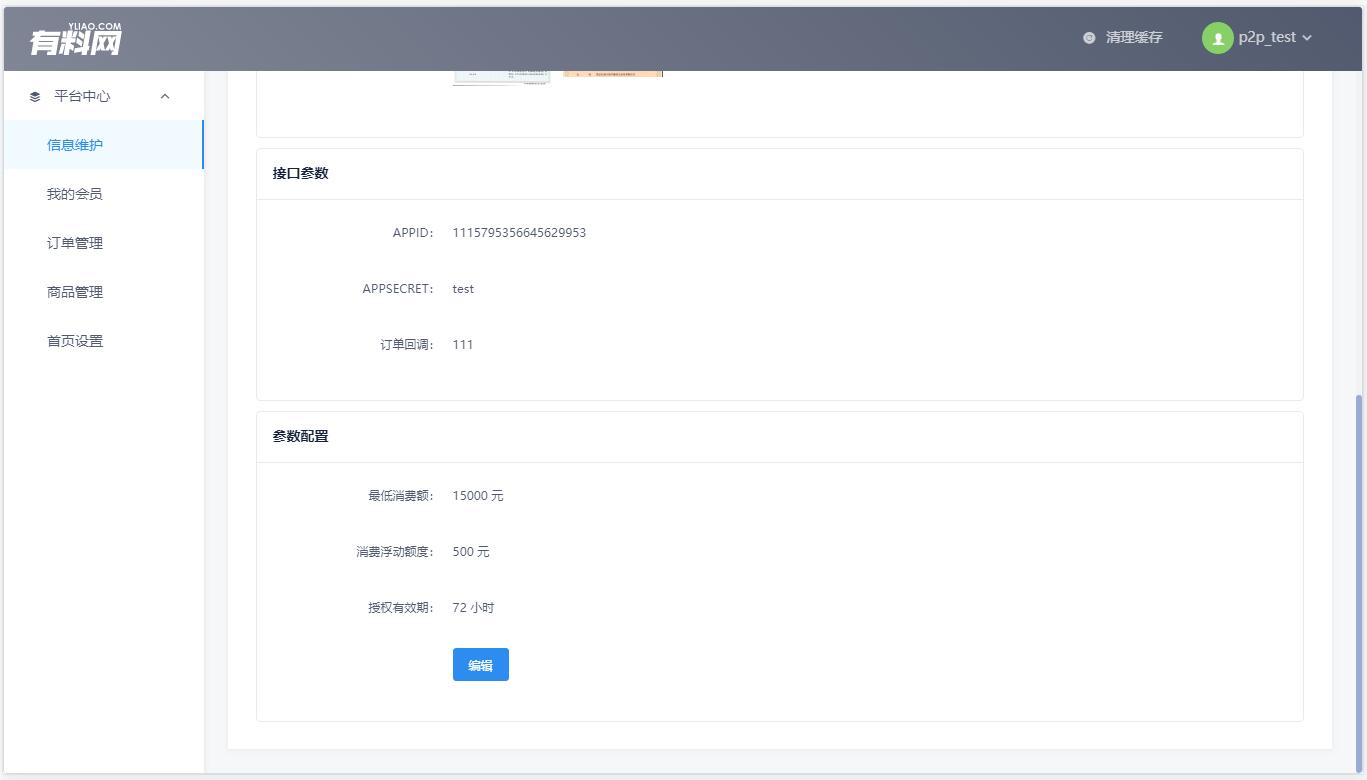 YLIAO.COM
有料网
清理缓存
p2p_test
平台中心
信息维护
我的会员
订单管理
商品管理
首页设置
接口参数
APPID: 1115795356645629953
APPSECRET: test
订单回调: 111
参数配置
最低消费额: 15000 元
消费浮动额度: 500 元
授权有效期: 72 小时
编辑